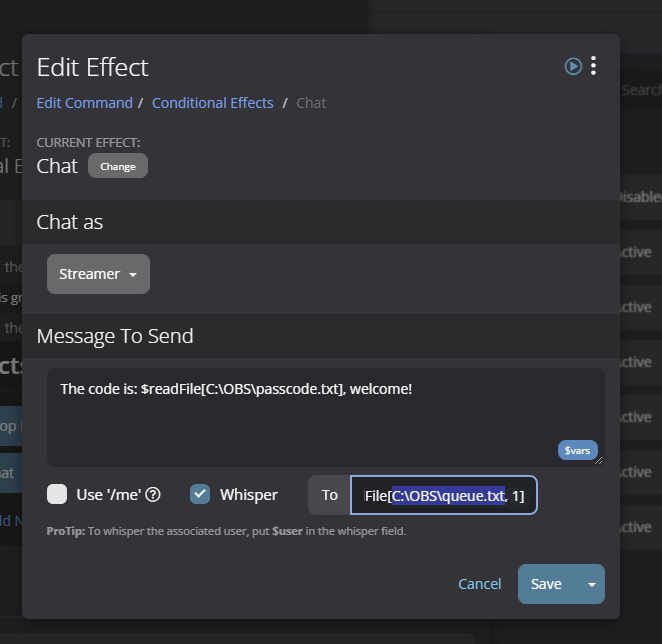 Edit Effect
Edit Command / Conditional Effects / Chat
Search
CURRENT EFFECT:
Chat Change
Disabled
Chat as
Streamer
Message To Send
The code is: $readFile[C:\OBS\passcode.txt], welcome!
$vars
Use '/me' Whisper To File[C:\OBS\queue.txt, 1]
ProTip: To whisper the associated user, put $user in the whisper field.
Cancel Save